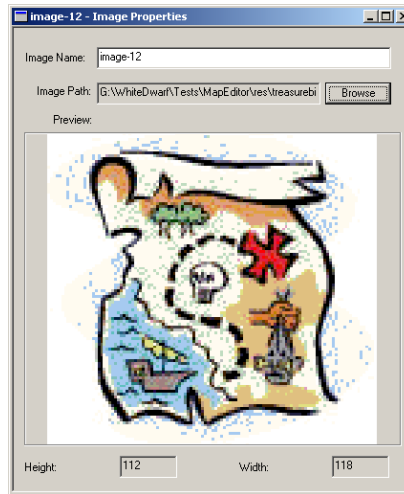 image-12 - Image Properties
Image Name: image-12
Image Path: G:\WhiteDwarf\Tests\MapEditor\res\treasurebi Browse
Preview:
Height: 112 Width: 118